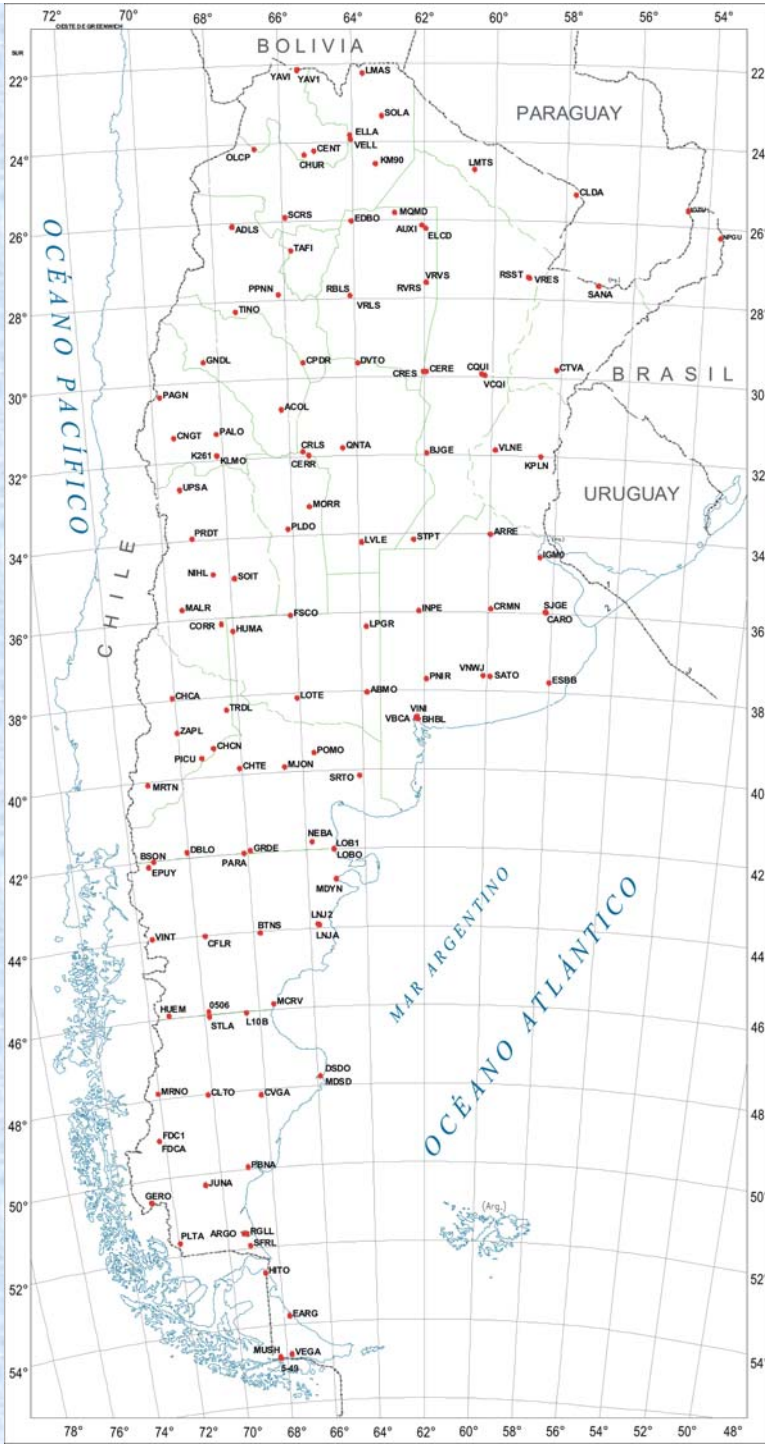 72° 70° 68° 66° 64° 62° 60° 58° 56° 54°
OESTE DE GREENWICH
SUR
BOLIVIA
22° 22°
YAVI YAV1 LMAS
SOLA
PARAGUAY
ELLA
VELL
24° 24°
OLCP CHUR CENT KM90 LMTS
CLDA
IGZU
SCRS EDBO MQMD
ADLS AUXI ELCD
NPGU
26° 26°
TAFI
RSST VRES
SANA
PPNN RBLS VRLS RVRS VRVS
TINO
28° 28°
OCÉANO PACÍFICO
GNDL CPDR DVTO CRES CERE CQUI VCQI CTVA
BRASIL
30° 30°
PAGN
ACOL
CNGT PALO
K261 KLMO CRLS CERR QNTA BJGE VLNE KPLN
32° 32°
UPSA
URUGUAY
MORR
PRDT PLDO LVLE STPT ARRE
34° 34°
IGM0
CHILE
NIHL SOIT
1
2
MALR FSCO INPE CRMN SJGE CARO
CORR HUMA LPGR
36° 36°
3
PNIR VNWJ SATO ESBB
CHCA TRDL LOTE ABMO
VINI
VBCA BHBL
38° 38°
ZAPL
PICU CHCN POMO
CHTE MJON SRTO
MRTN
40° 40°
NEBA
BSON DBLO PARA GRDE LOB1
LOBO
EPUY
MDYN
42° 42°
MAR ARGENTINO
OCÉANO ATLÁNTICO
VINT CFLR BTNS LNJ2
LNJA
44° 44°
HUEM 0506 STLA L10B MCRV
46° 46°
DSDO
MDSD
MRNO CLTO CVGA
48° 48°
FDC1
FDCA
PBNA
JUNA
50° 50°
GERO
(Arg.)
PLTA ARGO RGLL
SFRL
52° 52°
HITO
EARG
54° 54°
MUSH VEGA
5-49
78° 76° 74° 72° 70° 68° 66° 64° 62° 60° 58° 56° 54° 52° 50° 48°